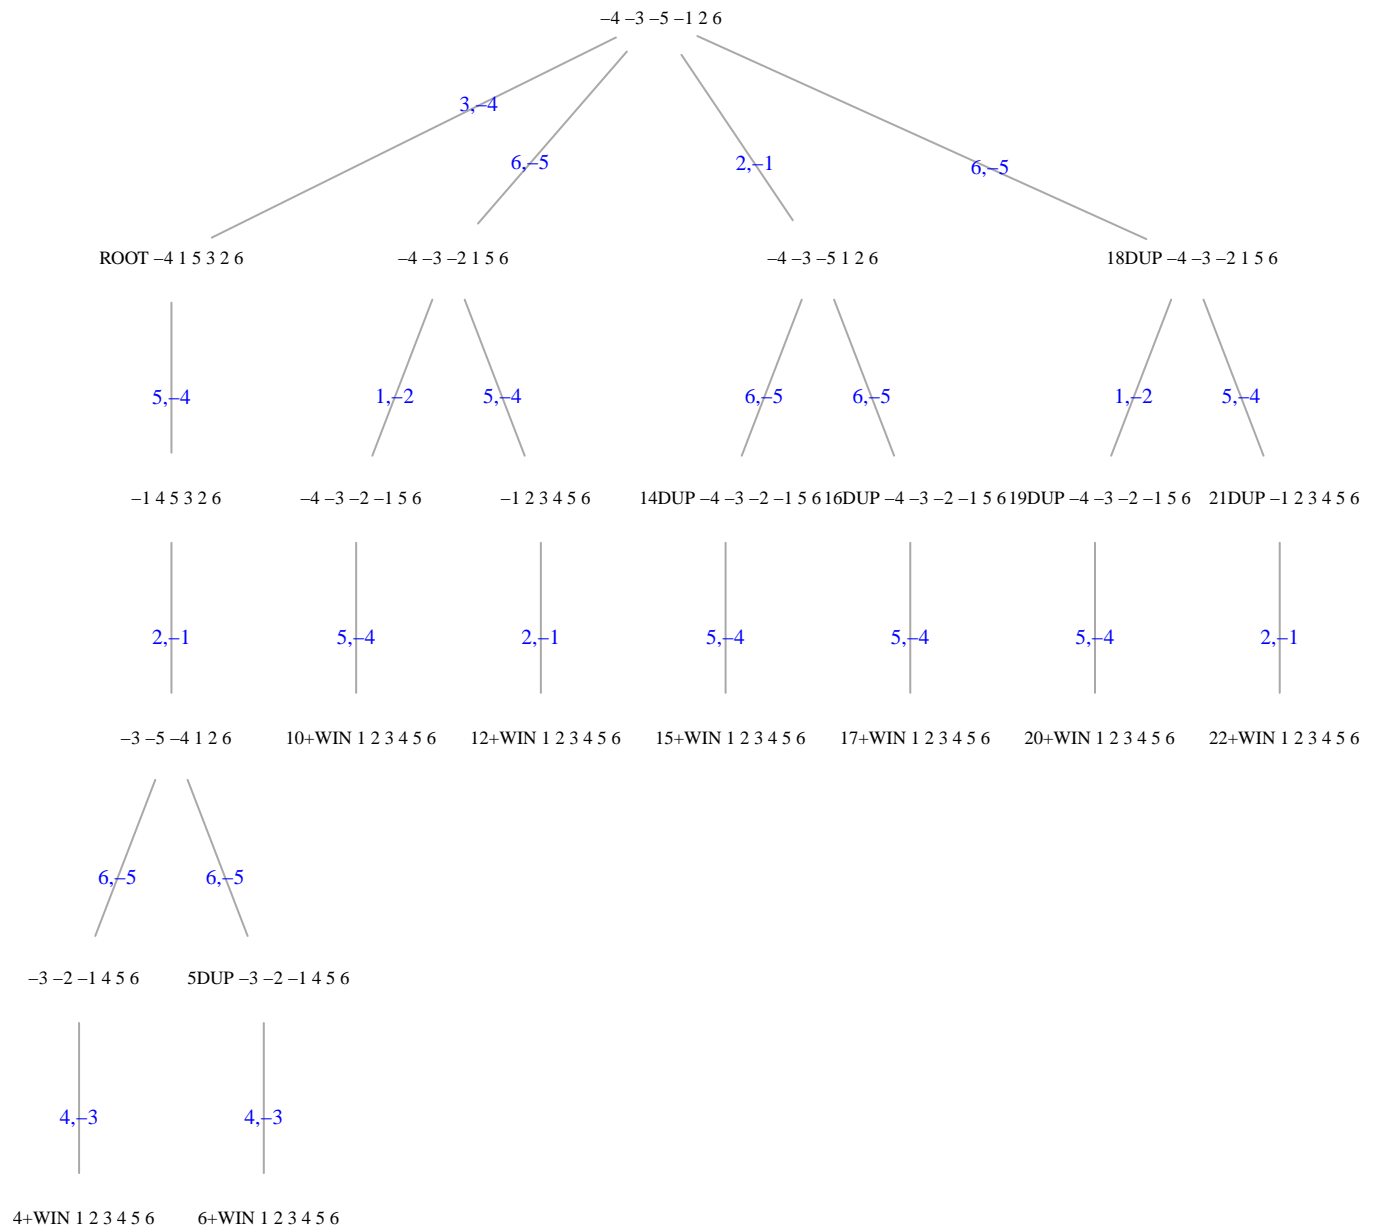 −4 −3 −5 −1 2 6
3,−4
6,−5
2,−1
6,−5
ROOT −4 1 5 3 2 6
−4 −3 −2 1 5 6
−4 −3 −5 1 2 6
18DUP −4 −3 −2 1 5 6
5,−4
1,−2
5,−4
6,−5
6,−5
1,−2
5,−4
−1 4 5 3 2 6
−4 −3 −2 −1 5 6
−1 2 3 4 5 6
14DUP −4 −3 −2 −1 5 6
16DUP −4 −3 −2 −1 5 6
19DUP −4 −3 −2 −1 5 6
21DUP −1 2 3 4 5 6
2,−1
5,−4
2,−1
5,−4
5,−4
5,−4
2,−1
−3 −5 −4 1 2 6
10+WIN 1 2 3 4 5 6
12+WIN 1 2 3 4 5 6
15+WIN 1 2 3 4 5 6
17+WIN 1 2 3 4 5 6
20+WIN 1 2 3 4 5 6
22+WIN 1 2 3 4 5 6
6,−5
6,−5
−3 −2 −1 4 5 6
5DUP −3 −2 −1 4 5 6
4,−3
4,−3
4+WIN 1 2 3 4 5 6
6+WIN 1 2 3 4 5 6